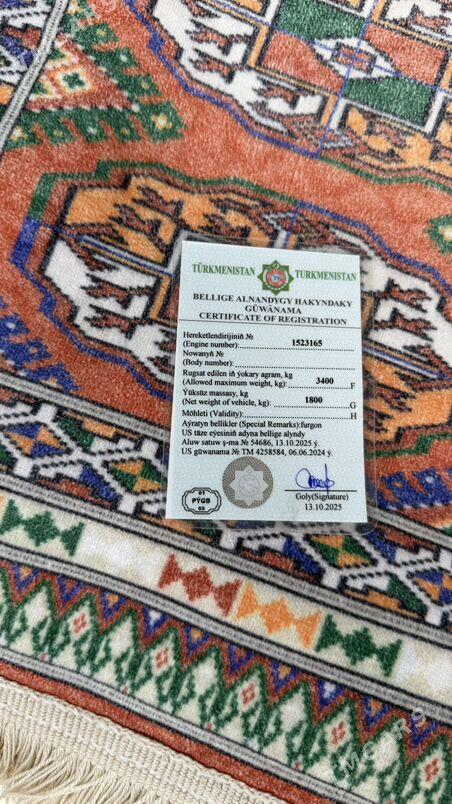 TÜRKMENISTAN TURKMENISTAN
BELLIGE ALNANDYGY HAKYNDAKY
GÜWÄNAMA
CERTIFICATE OF REGISTRATION
Hereketlendirijiniň №
(Engine number): 1523165
Nowanyň №
(Body number):
Rugsat edilen iň ýokary agram, kg
(Allowed maximum weight, kg): 3400 F
Ýüksüz massasy, kg
(Net weight of vehicle, kg): 1800 G
Möhleti (Validity): H
Aýratyn bellikler (Special Remarks):furgon
US täze eýesiniň adyna bellige alyndy
Aluw satuw ş-ma № 54686, 13.10.2025 ý.
US güwanama № TM 4258584, 06.06.2024 ý.
01
PÝGB
03
Goly(Signature)
13.10.2025